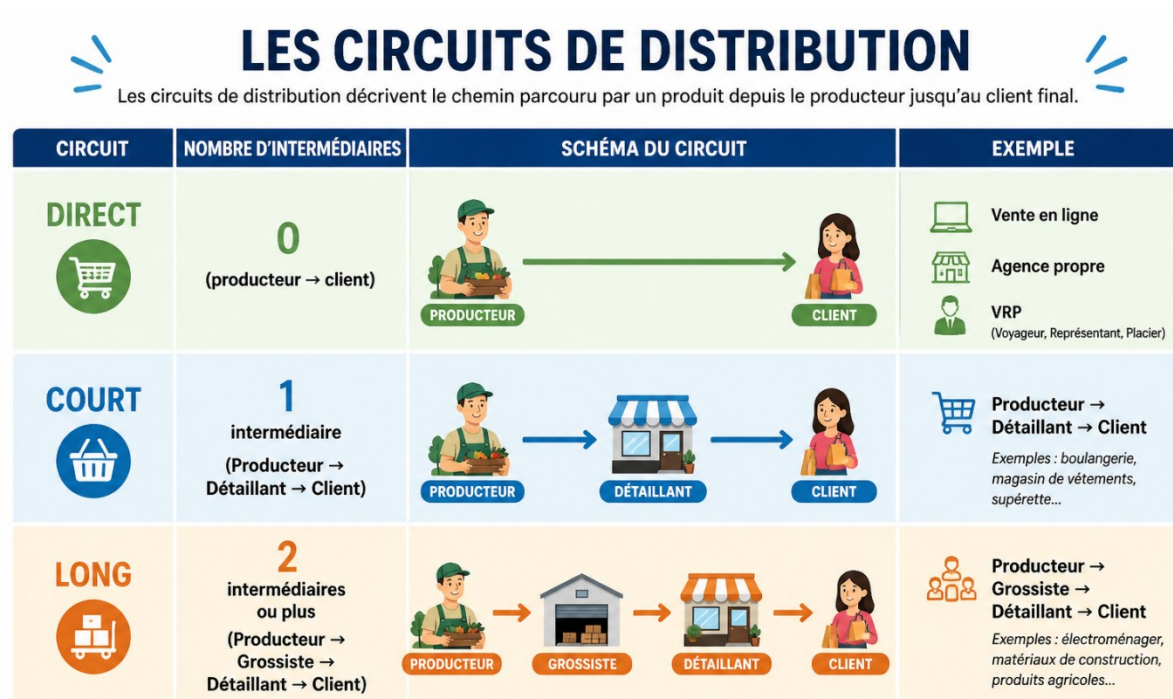 LES CIRCUITS DE DISTRIBUTION
Les circuits de distribution décrivent le chemin parcouru par un produit depuis le producteur jusqu'au client final.
CIRCUIT
NOMBRE D'INTERMÉDIAIRES
SCHÉMA DU CIRCUIT
EXEMPLE
DIRECT
0
(producteur → client)
PRODUCTEUR
CLIENT
Vente en ligne
Agence propre
VRP
(Voyageur, Représentant, Placier)
COURT
1
intermédiaire
(Producteur →
Détaillant → Client)
PRODUCTEUR
DÉTAILLANT
CLIENT
Producteur →
Détaillant → Client
Exemples : boulangerie,
magasin de vêtements,
supérette...
LONG
2
intermédiaires
ou plus
(Producteur →
Grossiste →
Détaillant → Client)
PRODUCTEUR
GROSSISTE
DÉTAILLANT
CLIENT
Producteur →
Grossiste →
Détaillant → Client
Exemples : électroménager,
matériaux de construction,
produits agricoles...